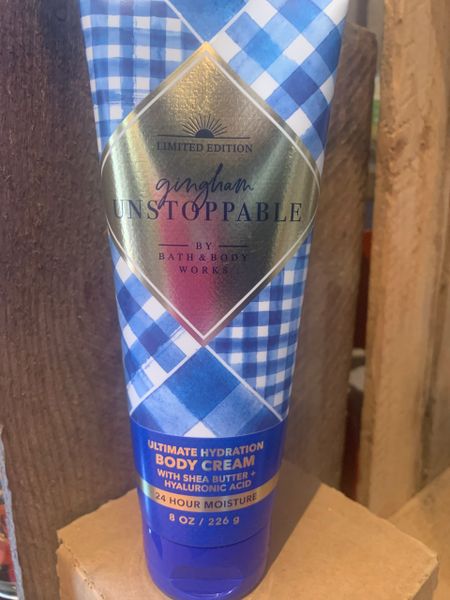 LIMITED EDITION
gingham
UNSTOPPABLE
BY
BATH & BODY
WORKS
ULTIMATE HYDRATION
BODY CREAM
WITH SHEA BUTTER +
HYALURONIC ACID
24 HOUR MOISTURE
8 OZ / 226 g